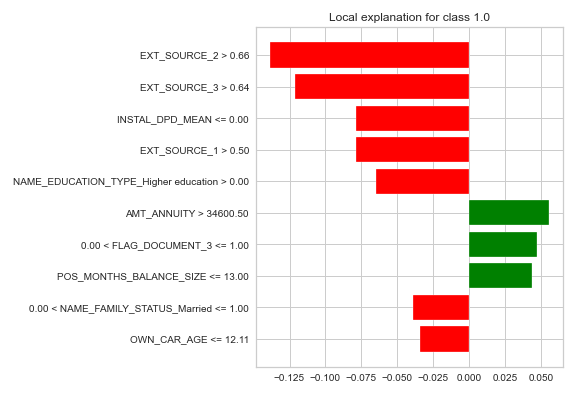 Local explanation for class 1.0
EXT_SOURCE_2 > 0.66
EXT_SOURCE_3 > 0.64
INSTAL_DPD_MEAN <= 0.00
EXT_SOURCE_1 > 0.50
NAME_EDUCATION_TYPE_Higher education > 0.00
AMT_ANNUITY > 34600.50
0.00 < FLAG_DOCUMENT_3 <= 1.00
POS_MONTHS_BALANCE_SIZE <= 13.00
0.00 < NAME_FAMILY_STATUS_Married <= 1.00
OWN_CAR_AGE <= 12.11
−0.125 −0.100 −0.075 −0.050 −0.025 0.000 0.025 0.050